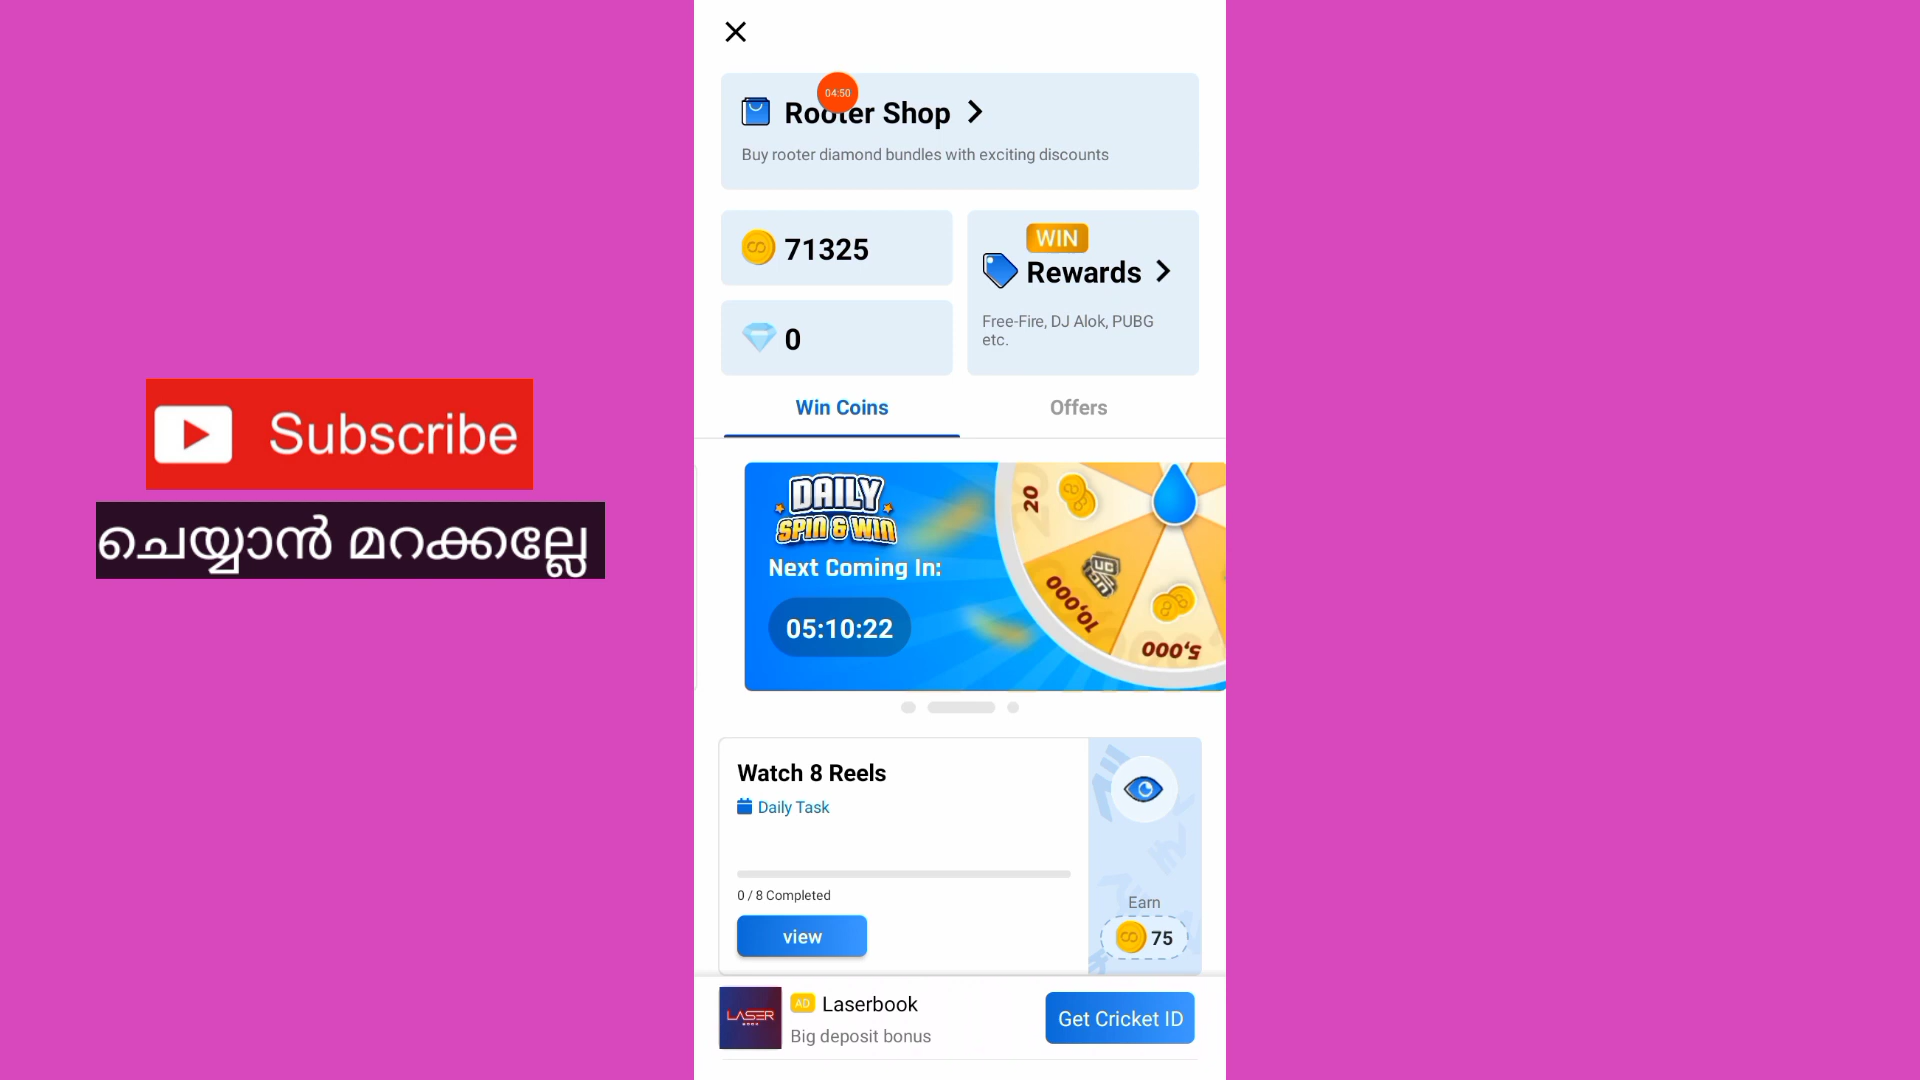 04:50
Rooter Shop
Buy rooter diamond bundles with exciting discounts
71325
WIN
Rewards
Free-Fire, DJ Alok, PUBG
etc.
0
Win Coins
Offers
Subscribe
ചെയ്യാൻ മറക്കല്ലേ
DAILY
SPIN & WIN
Next Coming In:
05:10:22
20
10,000
5,000
Watch 8 Reels
Daily Task
0 / 8 Completed
view
Earn
75
LASER
BOOK
AD Laserbook
Big deposit bonus
Get Cricket ID